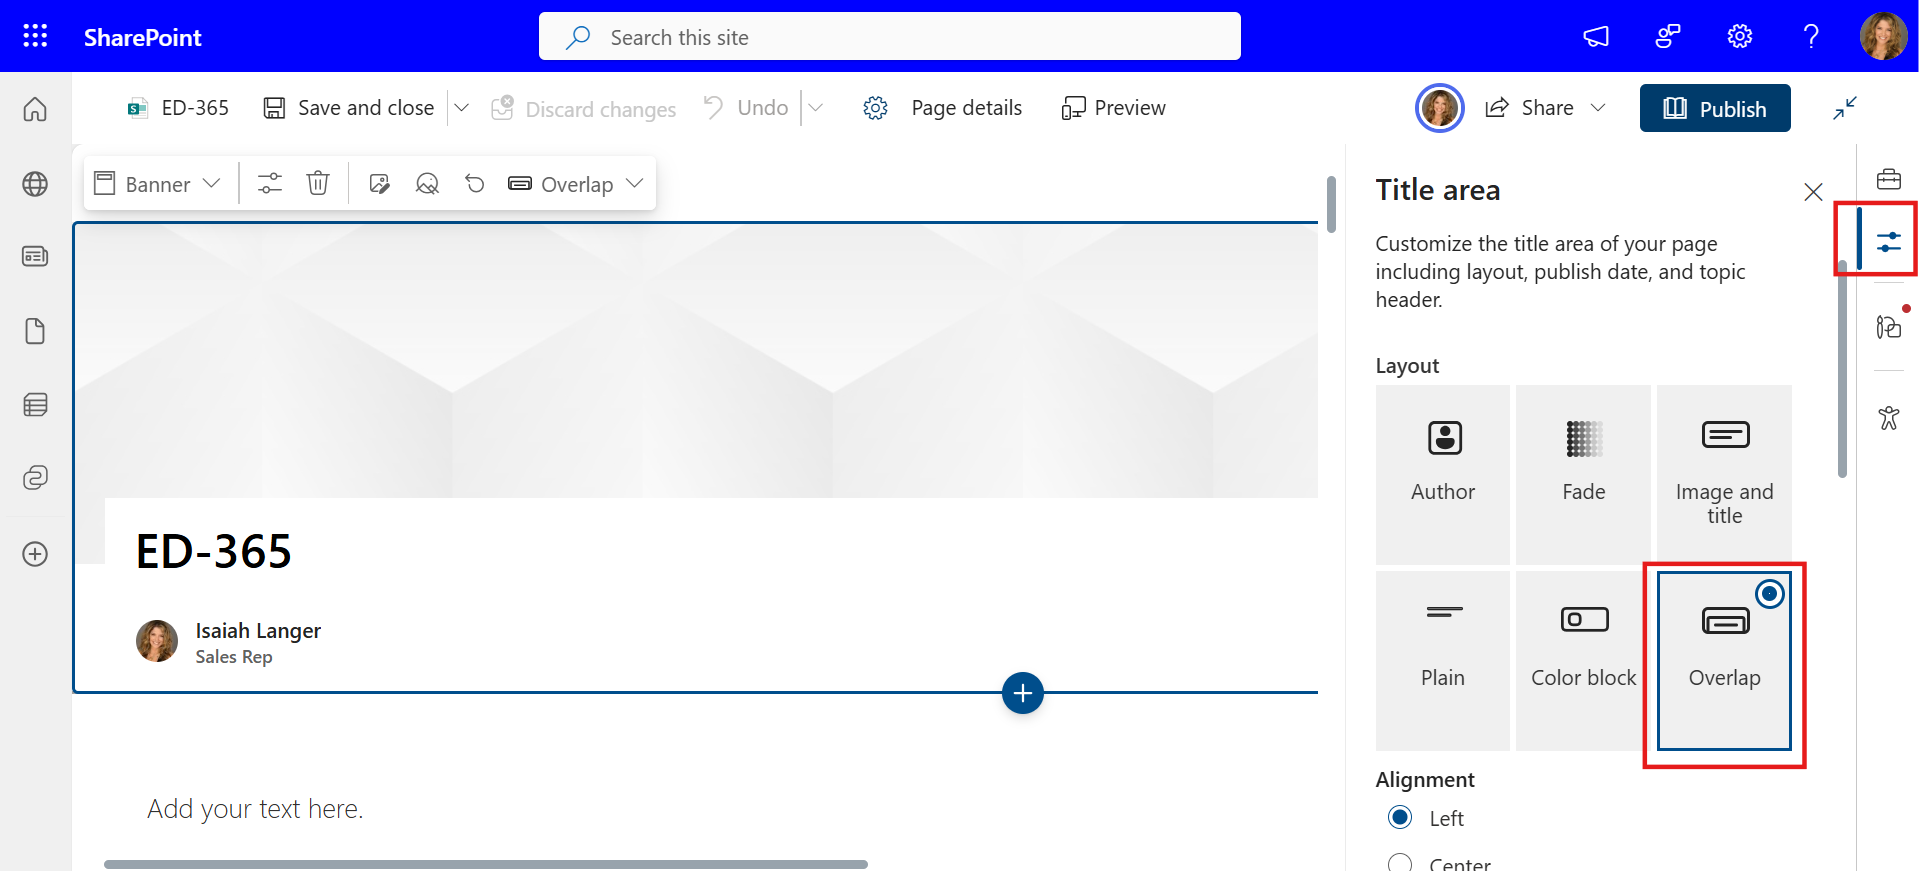 SharePoint
Search this site
ED-365
Save and close
Discard changes
Undo
Page details
Preview
Share
Publish
Banner
Overlap
ED-365
Isaiah Langer
Sales Rep
Add your text here.
Title area
Customize the title area of your page
including layout, publish date, and topic
header.
Layout
Author
Fade
Image and
title
Plain
Color block
Overlap
Alignment
Left
Center